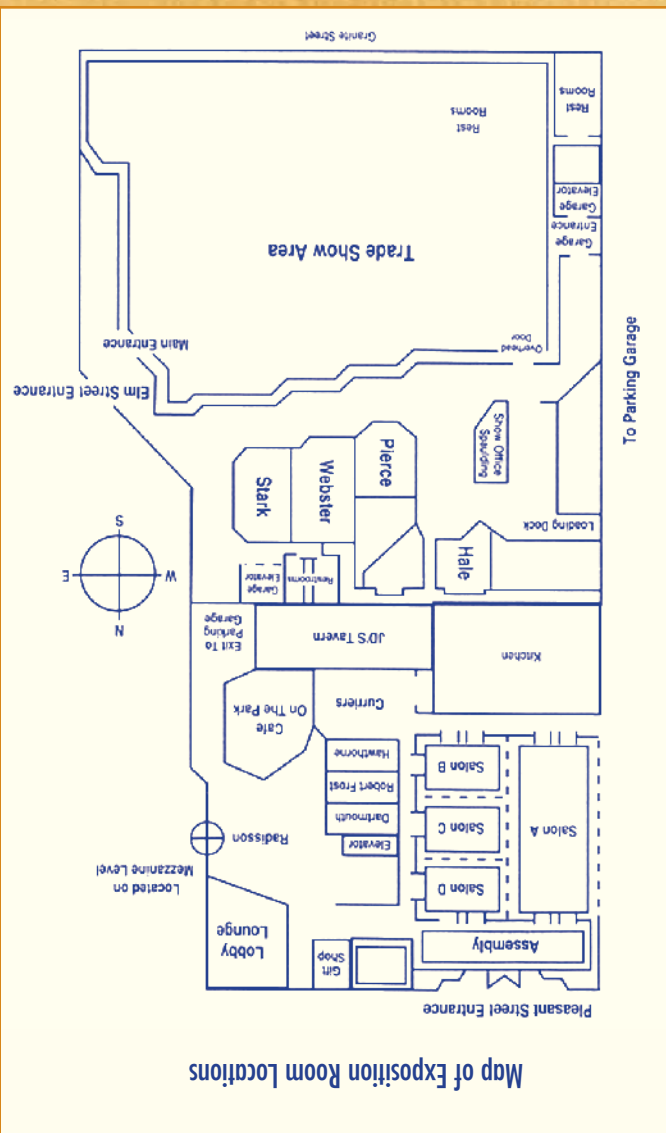 Map of Exposition Room Locations
Pleasant Street Entrance
Assembly
Gift
Shop
Lobby
Lounge
Located on
Mezzanine Level
Radisson
Salon D
Salon C
Salon B
Salon A
Elevator
Dartmouth
Robert Frost
Hawthorne
Curriers
Cafe
On The Park
Kitchen
JD'S Tavern
Exit To
Parking
Garage
N
W
E
S
Hale
Restrooms
Garage
Elevator
Loading Dock
Show Office
Spaulding
Pierce
Webster
Stark
To Parking Garage
Elm Street Entrance
Main Entrance
Overhead
Door
Trade Show Area
Garage
Entrance
Garage
Elevator
Rest
Rooms
Rest
Rooms
Granite Street